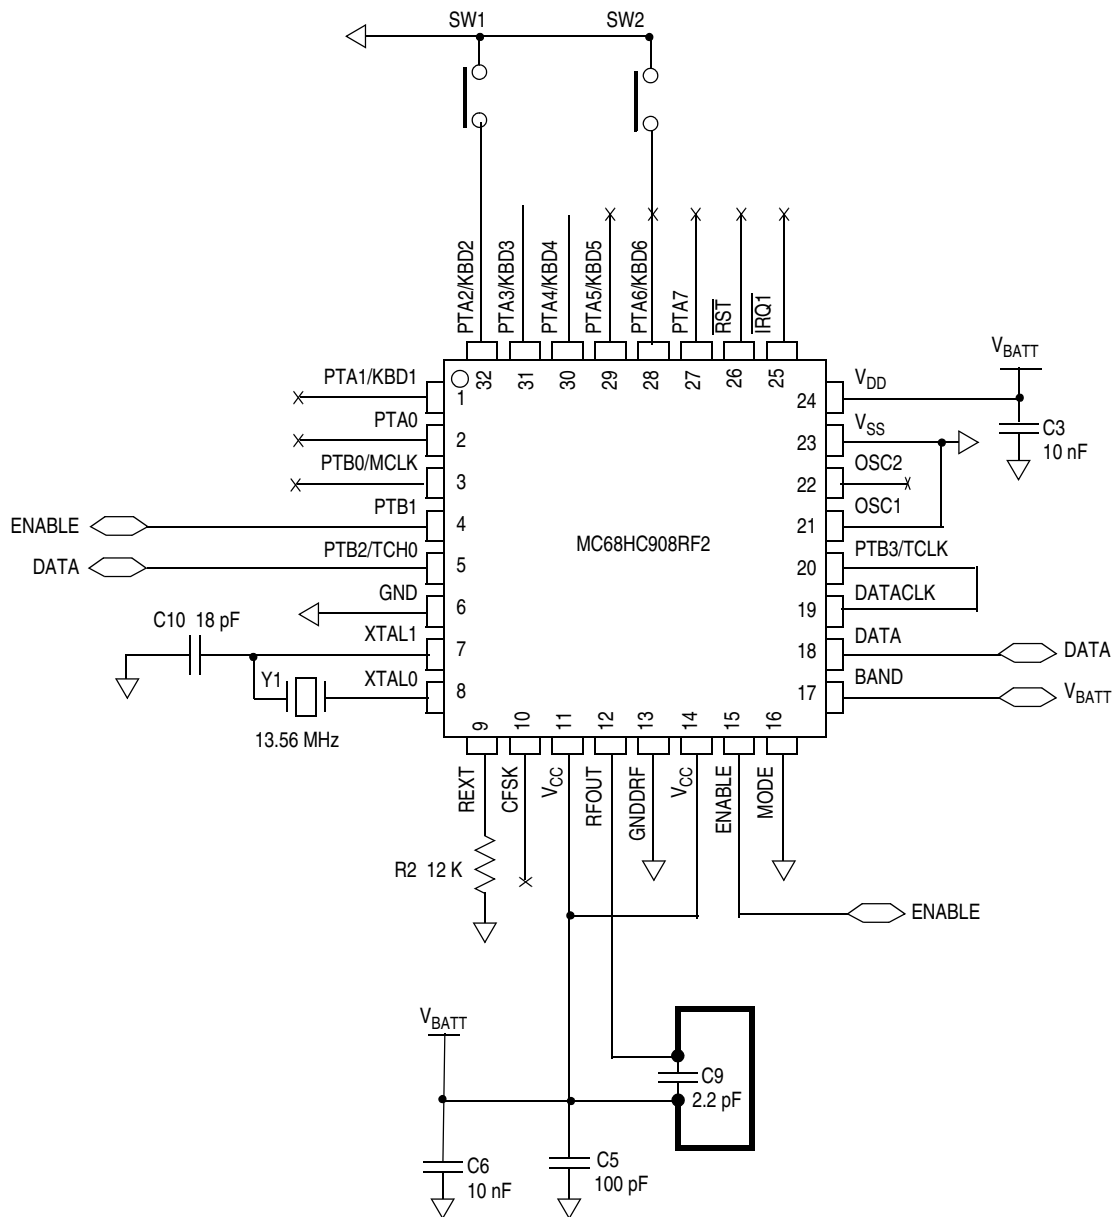 SW1
SW2
PTA2/KBD2
PTA3/KBD3
PTA4/KBD4
PTA5/KBD5
PTA6/KBD6
PTA7
RST
IRQ1
32
31
30
29
28
27
26
25
PTA1/KBD1
1
PTA0
2
PTB0/MCLK
3
ENABLE
PTB1
4
DATA
PTB2/TCH0
5
GND
6
C10 18 pF
XTAL1
7
Y1
XTAL0
8
13.56 MHz
MC68HC908RF2
VBATT
24
VDD
C3
10 nF
23
VSS
22
OSC2
21
OSC1
20
PTB3/TCLK
19
DATACLK
18
DATA
DATA
17
BAND
VBATT
9
10
11
12
13
14
15
16
REXT
CFSK
VCC
RFOUT
GNDDRF
VCC
ENABLE
MODE
R2 12 K
ENABLE
VBATT
C9
2.2 pF
C6
10 nF
C5
100 pF